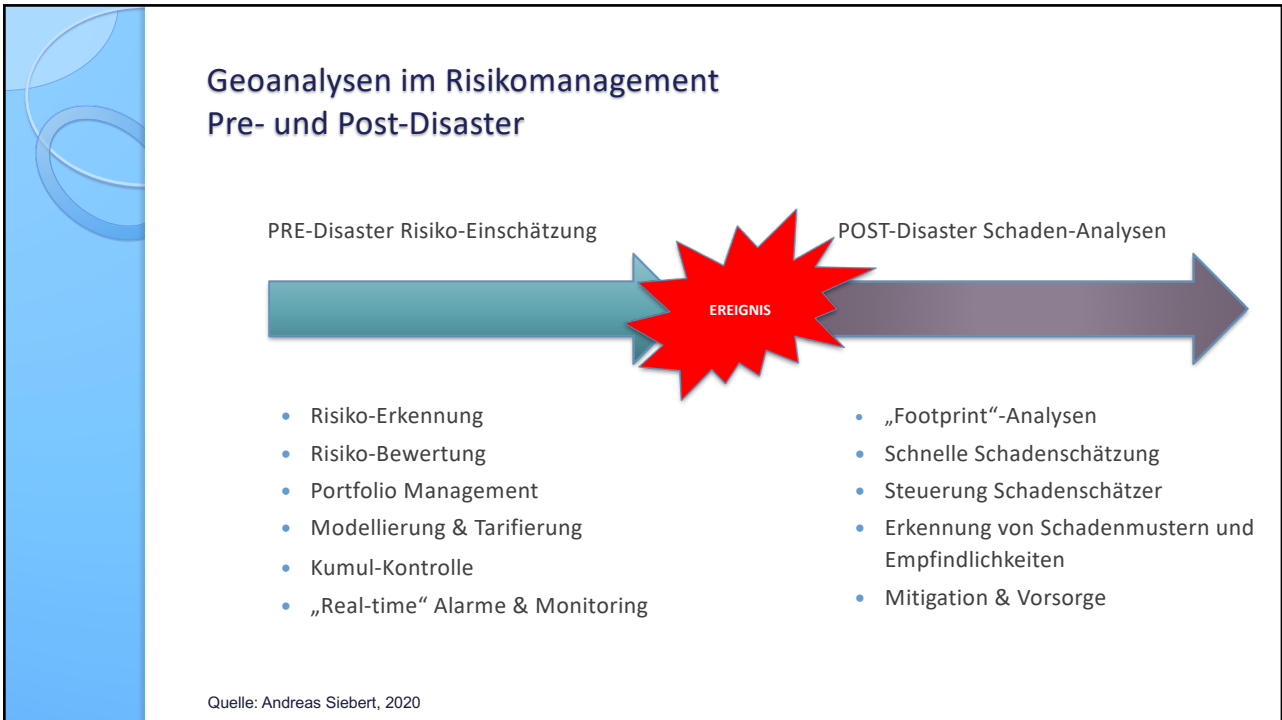 Geoanalysen im Risikomanagement
Pre- und Post-Disaster
PRE-Disaster Risiko-Einschätzung
EREIGNIS
POST-Disaster Schaden-Analysen
• Risiko-Erkennung
• Risiko-Bewertung
• Portfolio Management
• Modellierung & Tarifierung
• Kumul-Kontrolle
• „Real-time“ Alarme & Monitoring
• „Footprint“-Analysen
• Schnelle Schadenschätzung
• Steuerung Schadenschätzer
• Erkennung von Schadenmustern und
Empfindlichkeiten
• Mitigation & Vorsorge
Quelle: Andreas Siebert, 2020